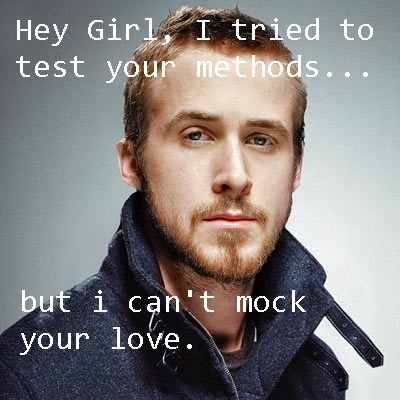 Hey Girl, I tried to
test your methods...
but i can't mock
your love.